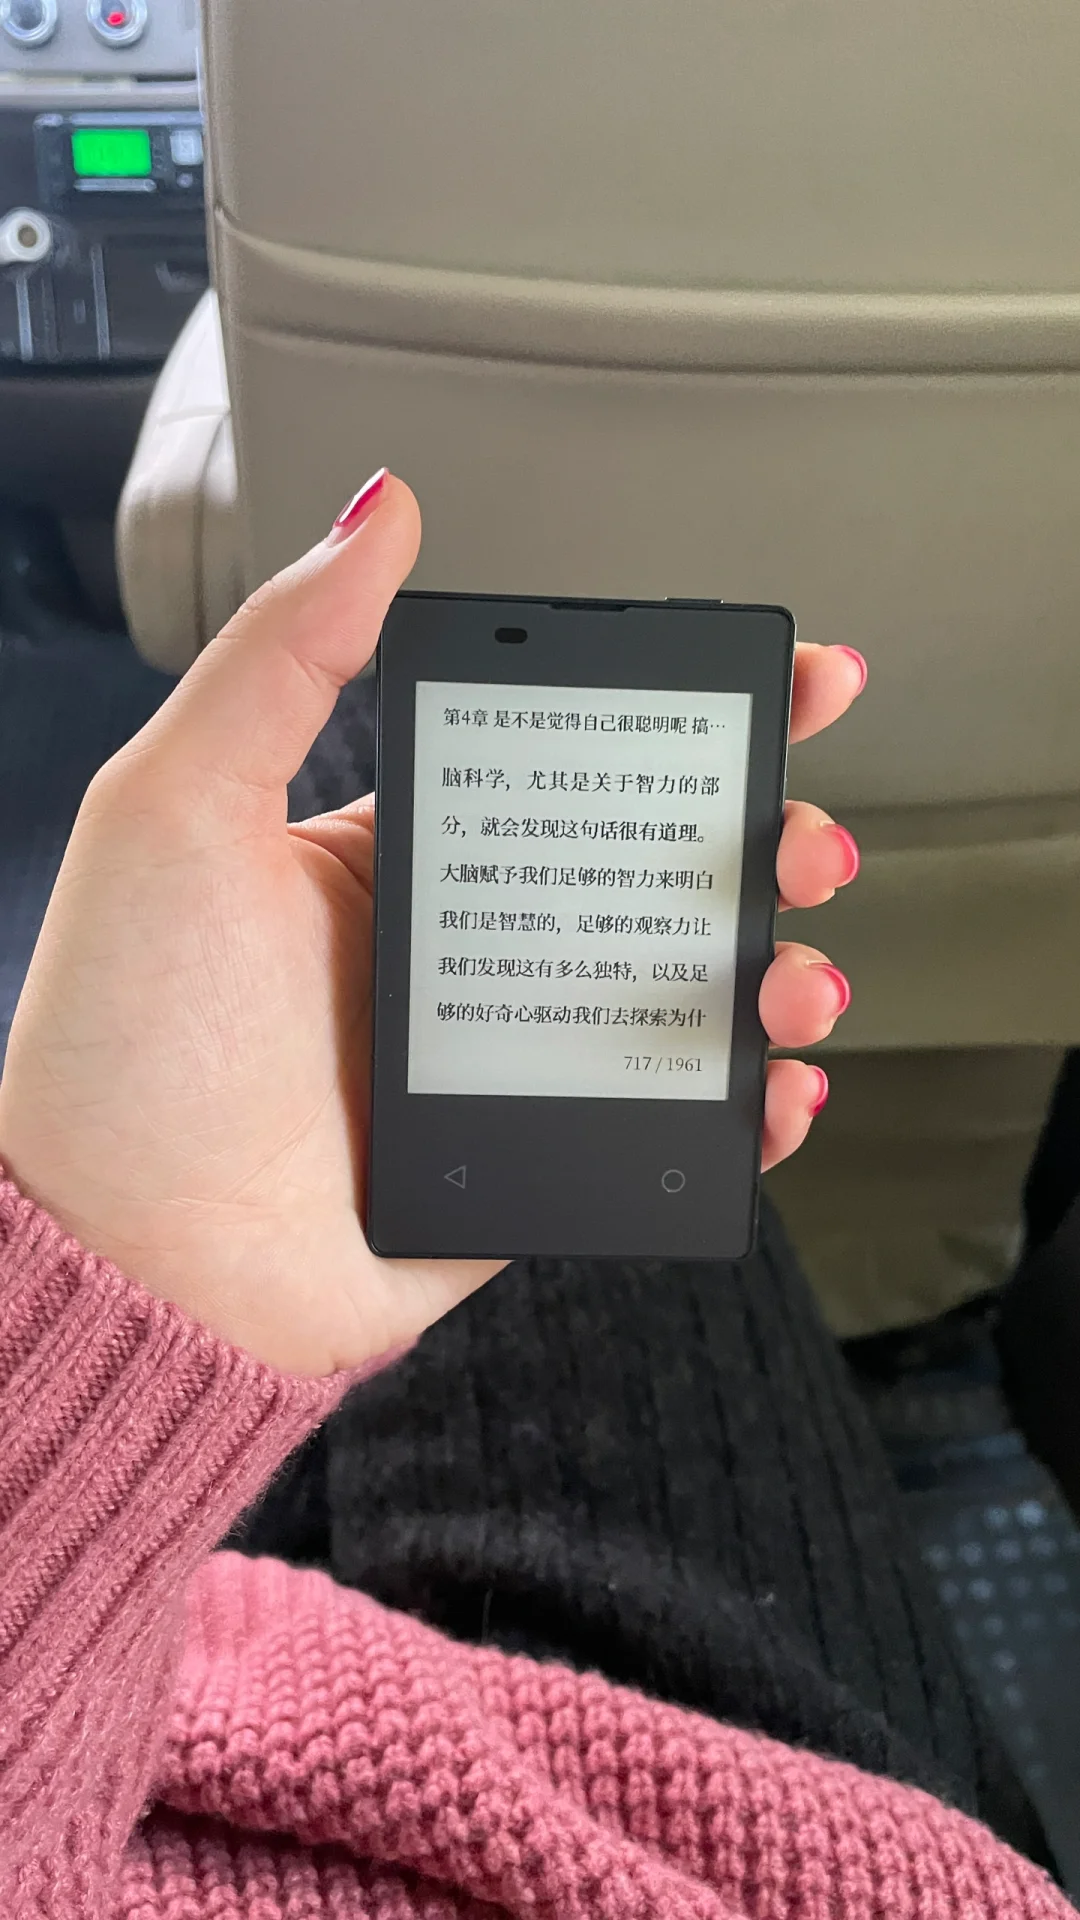 第4章 是不是觉得自己很聪明呢 搞…
脑科学，尤其是关于智力的部
分，就会发现这句话很有道理。
大脑赋予我们足够的智力来明白
我们是智慧的，足够的观察力让
我们发现这有多么独特，以及足
够的好奇心驱动我们去探索为什
717 / 1961